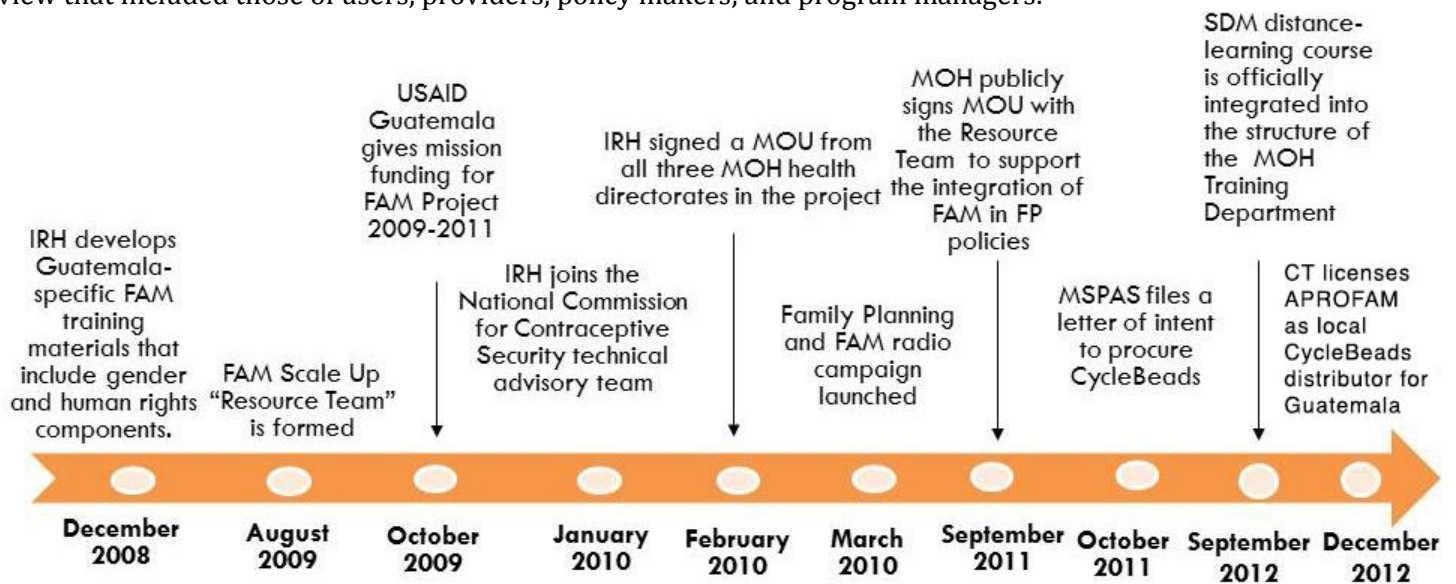 view that included those of users, providers, policy makers, and program managers.
IRH develops
Guatemala-
specific FAM
training
materials that
include gender
and human rights
components.
FAM Scale Up
“Resource Team”
is formed
USAID
Guatemala
gives mission
funding for
FAM Project
2009-2011
IRH joins the
National Commission
for Contraceptive
Security technical
advisory team
IRH signed a MOU from
all three MOH health
directorates in the project
Family Planning
and FAM radio
campaign
launched
MOH publicly
signs MOU with
the Resource
Team to support
the integration of
FAM in FP
policies
MSPAS files a
letter of intent
to procure
CycleBeads
SDM distance-
learning course
is officially
integrated into
the structure of
the MOH
Training
Department
CT licenses
APROFAM
as local
CycleBeads
distributor for
Guatemala
December
2008
August
2009
October
2009
January
2010
February
2010
March
2010
September
2011
October
2011
September
2012
December
2012